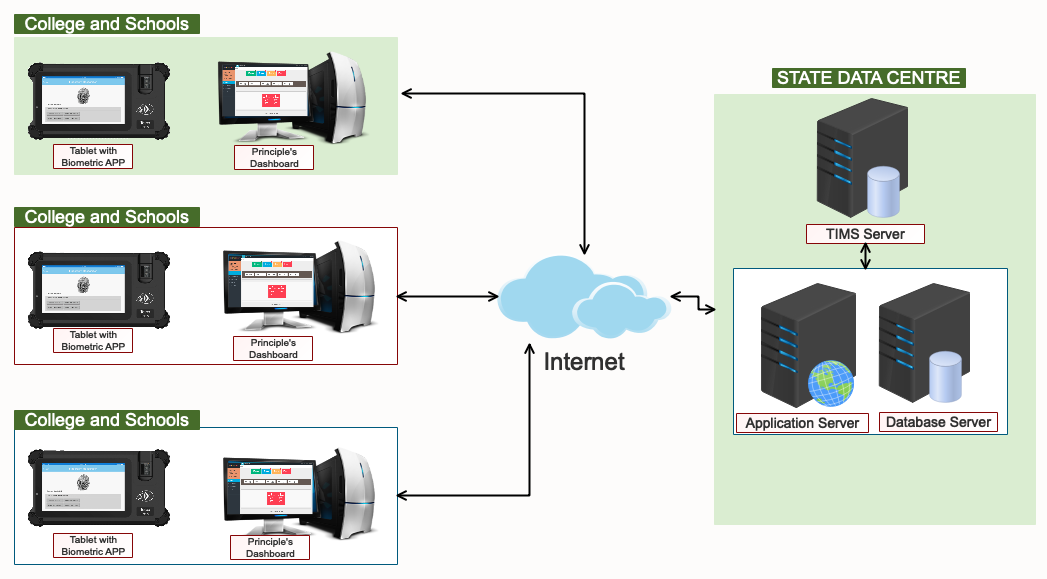 College and Schools
Tablet with
Biometric APP
Principle's
Dashboard
College and Schools
Tablet with
Biometric APP
Principle's
Dashboard
College and Schools
Tablet with
Biometric APP
Principle's
Dashboard
Internet
STATE DATA CENTRE
TIMS Server
Application Server
Database Server